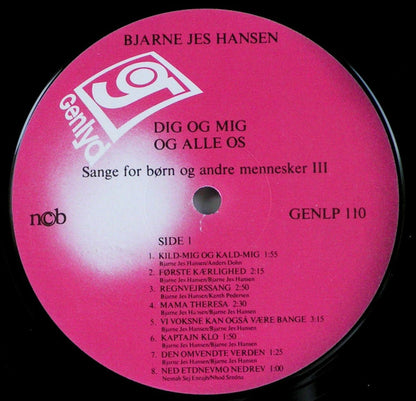 BJARNE JES HANSEN
Genlyd
DIG OG MIG
OG ALLE OS
Sange for børn og andre mennesker III
ncb
GENLP 110
SIDE 1
1. KILD-MIG OG KALD-MIG 1:55
Bjarne Jes Hansen/Anders Dohn
2. FØRSTE KÆRLIGHED 2:15
Bjarne Jes Hansen/Bjarne Jes Hansen
3. REGNVEJRSSANG 2:50
Bjarne Jes Hansen/Kenth Pedersen
4. MAMA THERESA 2:30
Bjarne Jes Hansen/Bjarne Jes Hansen
5. VI VOKSNE KAN OGSÅ VÆRE BANGE 3:15
Bjarne Jes Hansen/Bjarne Jes Hansen
6. KAPTAJN KLO 1:50
Bjarne Jes Hansen/Bjarne Jes Hansen
7. DEN OMVENDTE VERDEN 1:25
Bjarne Jes Hansen/Bjarne Jes Hansen
8. NED ETDNEVMO NEDREV 1:00
Nesnah Sej Enrajb/Nhod Sredna